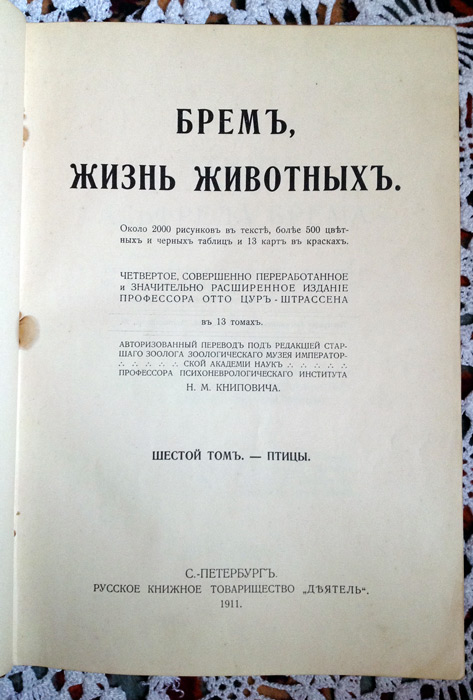 БРЕМЪ,
ЖИЗНЬ ЖИВОТНЫХЪ.
Около 2000 рисунковъ въ текстѣ, болѣе 500 цвѣт-
ныхъ и черныхъ таблицъ и 13 картъ въ краскахъ.
ЧЕТВЕРТОЕ, СОВЕРШЕННО ПЕРЕРАБОТАННОЕ
и ЗНАЧИТЕЛЬНО РАСШИРЕННОЕ ИЗДАНІЕ
ПРОФЕССОРА ОТТО ЦУРЪ-ШТРАССЕНА
въ 13 томахъ.
АВТОРИЗОВАННЫЙ ПЕРЕВОДЪ ПОДЪ РЕДАКЦІЕЙ СТАР-
ШАГО ЗООЛОГА ЗООЛОГИЧЕСКАГО МУЗЕЯ ИМПЕРАТОР-
∴ ∴ ∴ ∴ ∴ СКОЙ АКАДЕМІИ НАУКЪ ∴ ∴ ∴ ∴ ∴
ПРОФЕССОРА ПСИХОНЕВРОЛОГИЧЕСКАГО ИНСТИТУТА
Н. М. КНИПОВИЧА.
ШЕСТОЙ ТОМЪ. — ПТИЦЫ.
С.-ПЕТЕРБУРГЪ.
РУССКОЕ КНИЖНОЕ ТОВАРИЩЕСТВО „ДѢЯТЕЛЬ“.
1911.